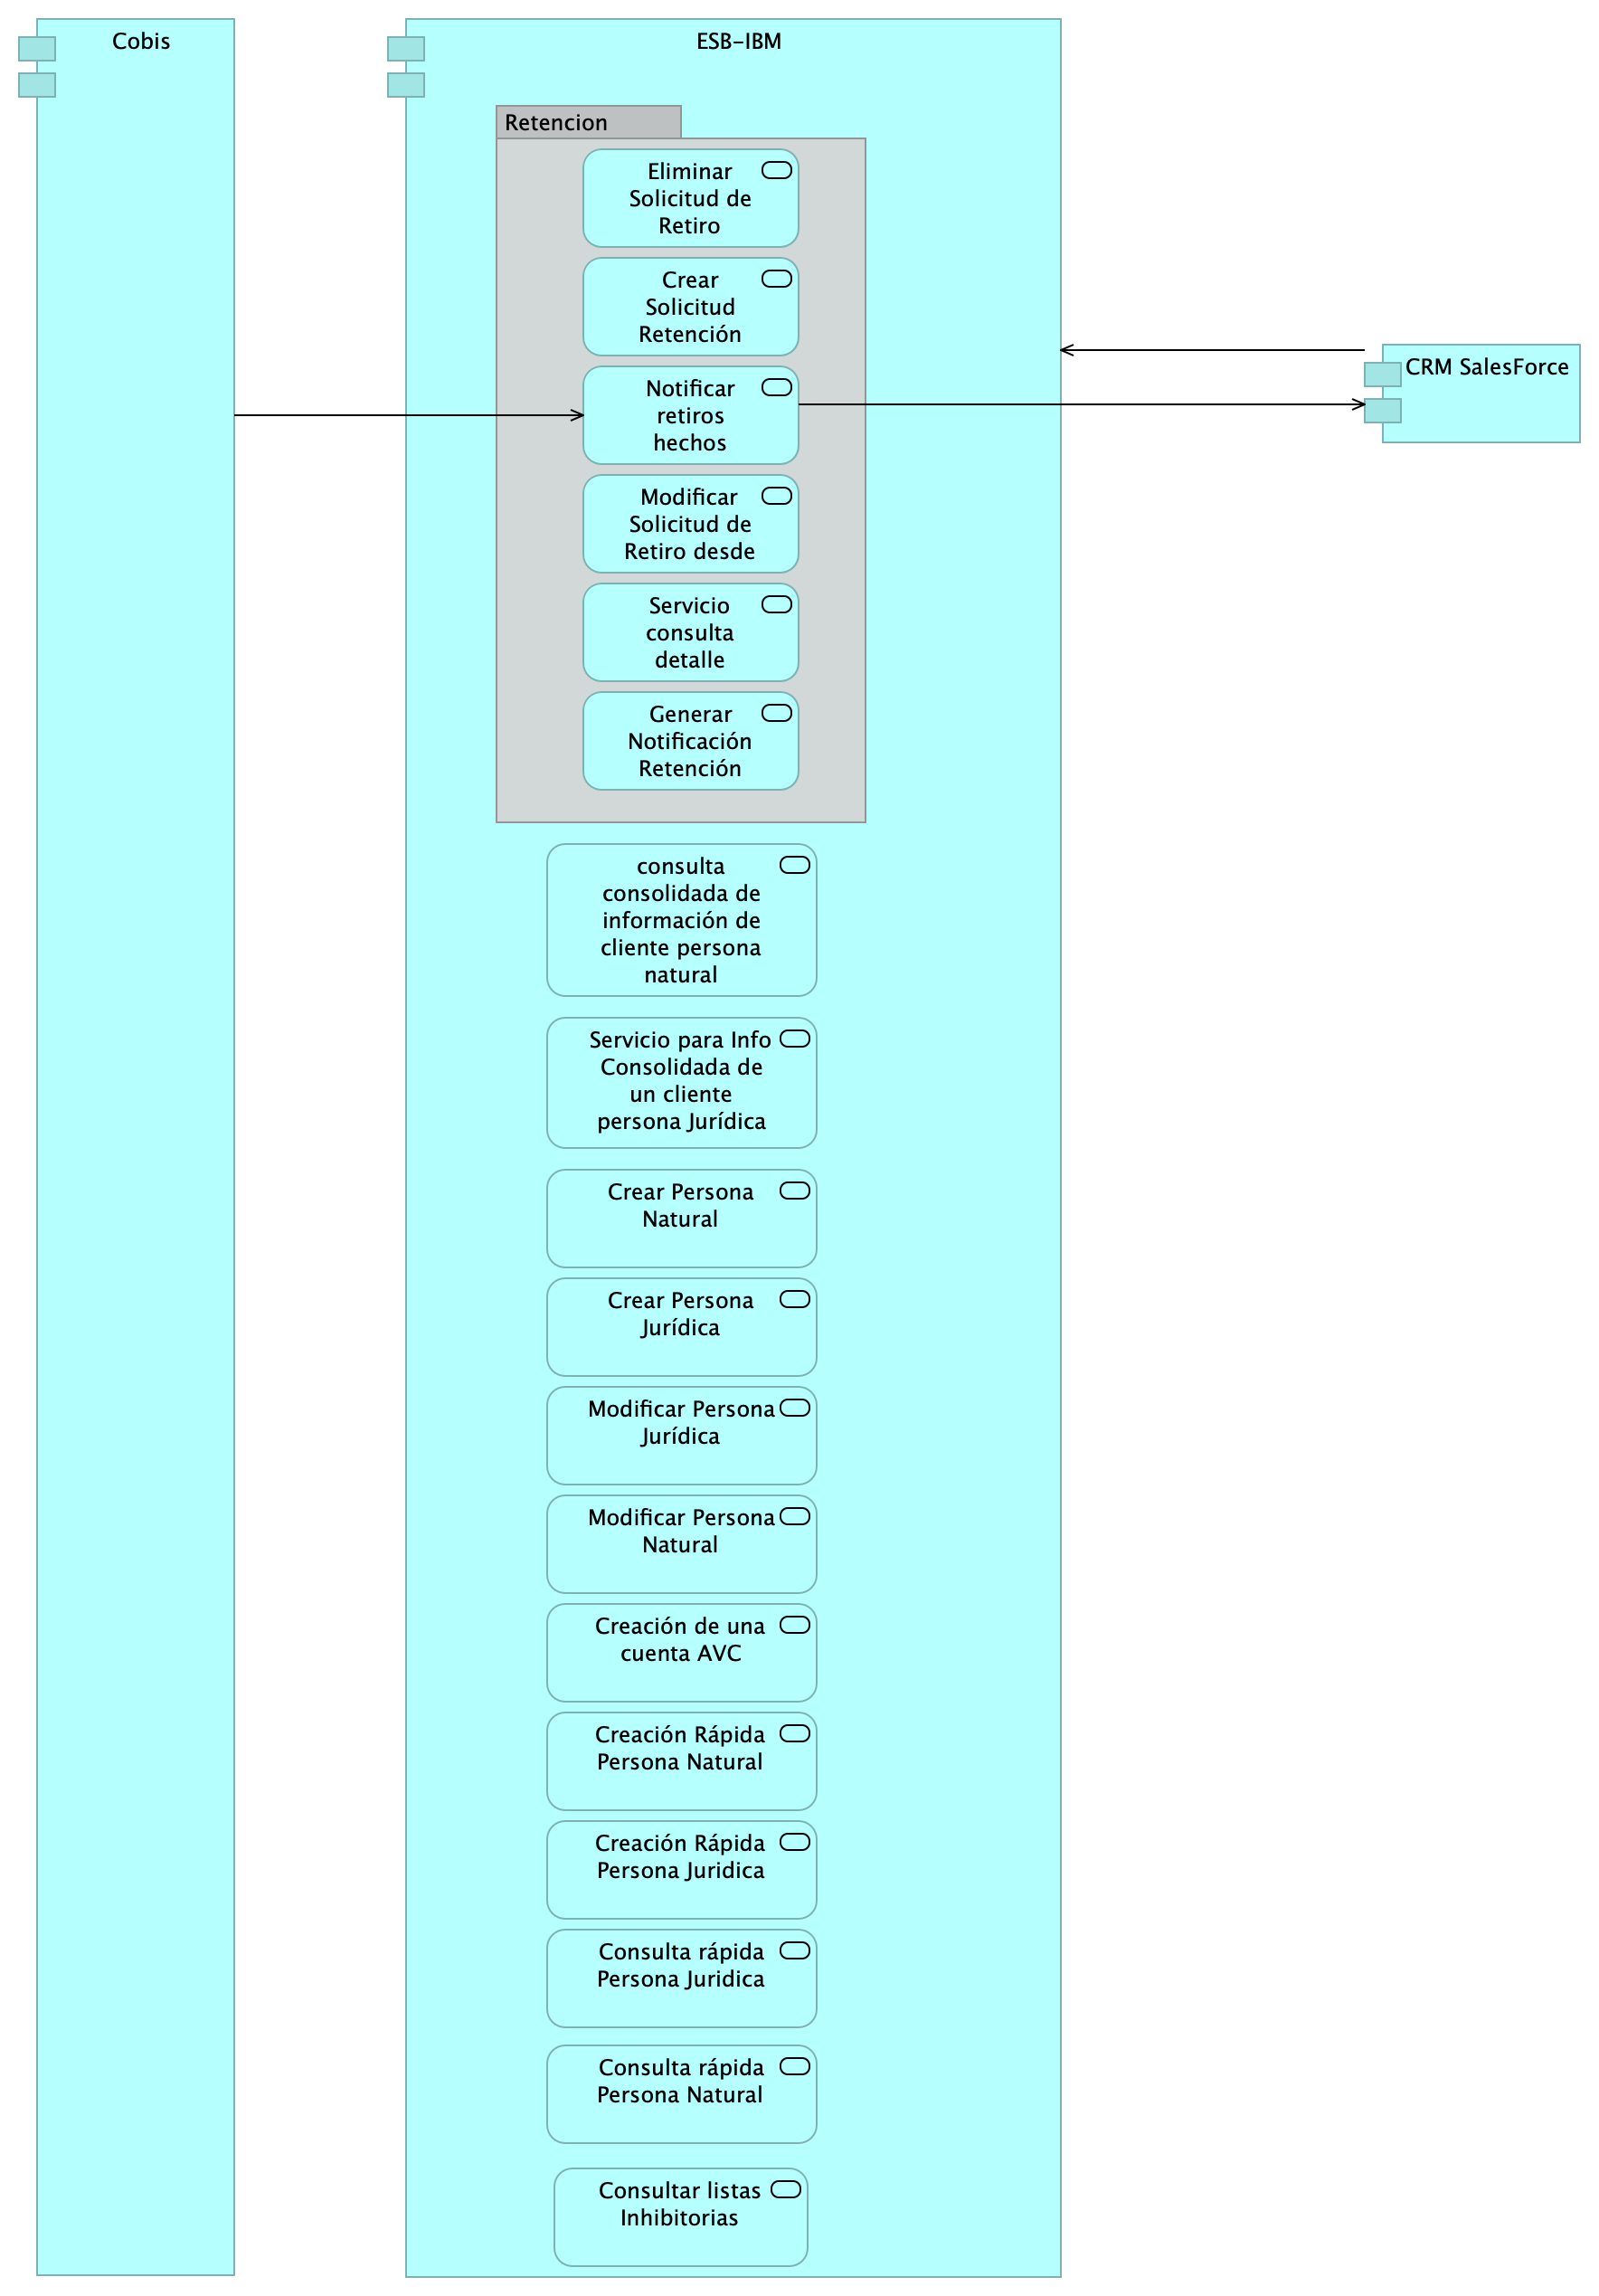 Cobis
ESB-IBM
Retencion
Eliminar
Solicitud de
Retiro
Crear
Solicitud
Retención
Notificar
retiros
hechos
CRM SalesForce
Modificar
Solicitud de
Retiro desde
Servicio
consulta
detalle
Generar
Notificación
Retención
consulta
consolidada de
información de
cliente persona
natural
Servicio para Info
Consolidada de
un cliente
persona Jurídica
Crear Persona
Natural
Crear Persona
Jurídica
Modificar Persona
Jurídica
Modificar Persona
Natural
Creación de una
cuenta AVC
Creación Rápida
Persona Natural
Creación Rápida
Persona Juridica
Consulta rápida
Persona Juridica
Consulta rápida
Persona Natural
Consultar listas
Inhibitorias